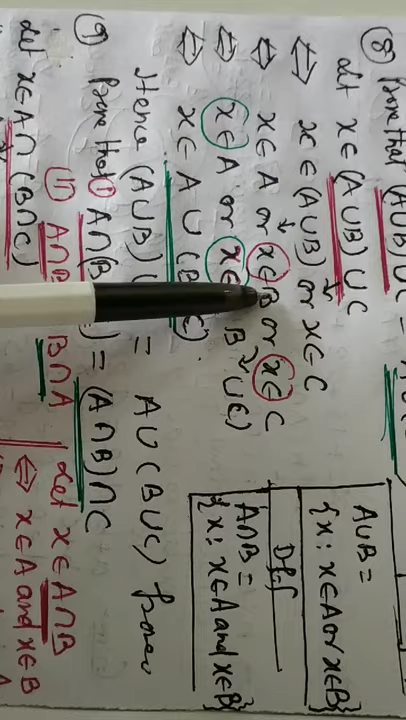 ⑧ Prove that (A∪B)∪C =
Let x∈(A∪B)∪C
⇔ x∈(A∪B) or x∈C
⇔ x∈A or x∈B or x∈C
⇔ x∈A or x∈ B∪C)
⇔ x∈ A∪(B C).
Hence (A∪B) = A∪(B∪C)
⑨ Prove that ① A∩(B ) = (A∩B)∩C
(ii) A∩B B∩A
Let x∈A∩(B∩C)
Let x∈A∩B
⇔ x∈A and x∈B
A∪B =
{x: x∈A or x∈B}
Def
A∩B =
{x: x∈A and x∈B}